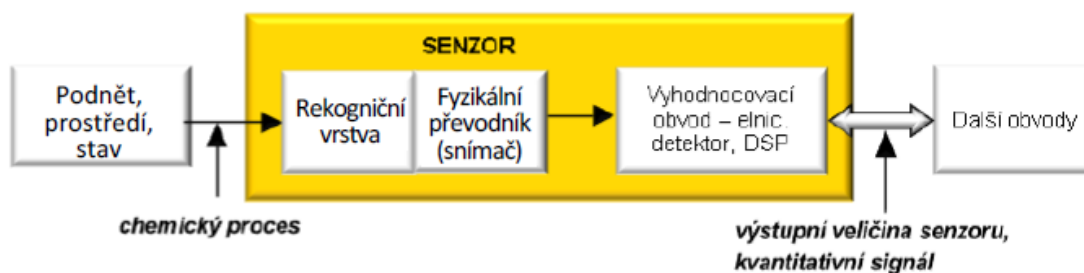 SENZOR
Podnět,
prostředí,
stav
Rekogniční
vrstva
Fyzikální
převodník
(snímač)
Vyhodnocovací
obvod – elnic.
detektor, DSP
Další obvody
chemický proces
výstupní veličina senzoru,
kvantitativní signál